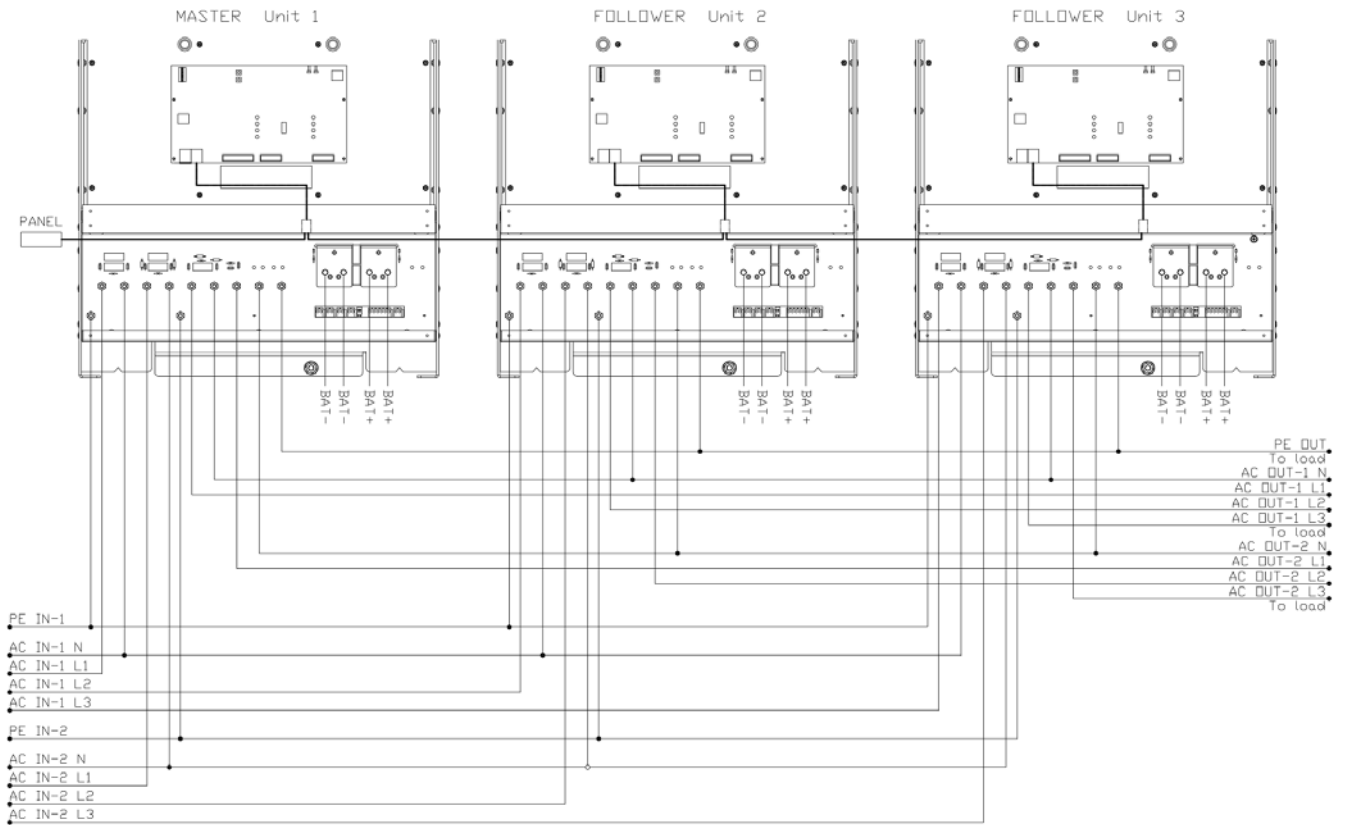 MASTER Unit 1
FOLLOWER Unit 2
FOLLOWER Unit 3
PANEL
BAT-
BAT-
BAT+
BAT+
BAT-
BAT-
BAT+
BAT+
BAT-
BAT-
BAT+
BAT+
PE OUT
To load
AC OUT-1 N
AC OUT-1 L1
AC OUT-1 L2
AC OUT-1 L3
To load
AC OUT-2 N
AC OUT-2 L1
AC OUT-2 L2
AC OUT-2 L3
To load
PE IN-1
AC IN-1 N
AC IN-1 L1
AC IN-1 L2
AC IN-1 L3
PE IN-2
AC IN-2 N
AC IN-2 L1
AC IN-2 L2
AC IN-2 L3